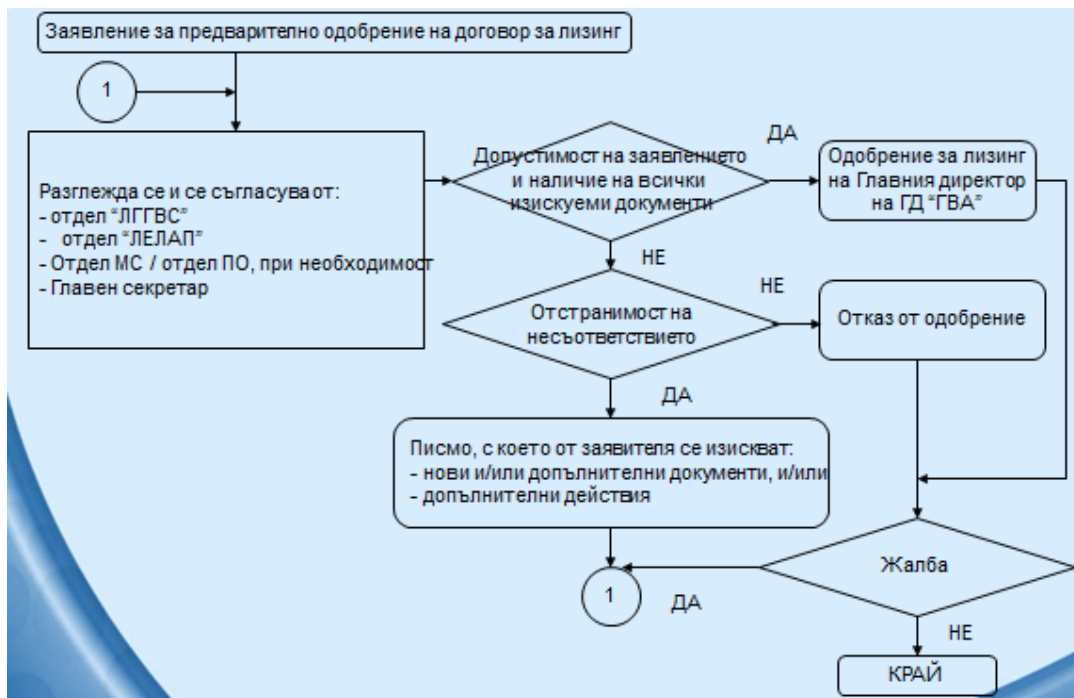 Заявление за предварително одобрение на договор за лизинг
1
Разглежда се и се съгласува от:
- отдел “ЛГГВС”
- отдел “ЛЕЛАП”
- Отдел МС / отдел ПО, при необходимост
- Главен секретар
Допустимост на заявлението
и наличие на всички
изискуеми документи
ДА
Одобрение за лизинг
на Главния директор
на ГД “ГВА”
НЕ
Отстранимост на
несъответствието
НЕ
Отказ от одобрение
ДА
Писмо, с което от заявителя се изискват:
- нови и/или допълнителни документи, и/или
- допълнителни действия
Жалба
1
ДА
НЕ
КРАЙ